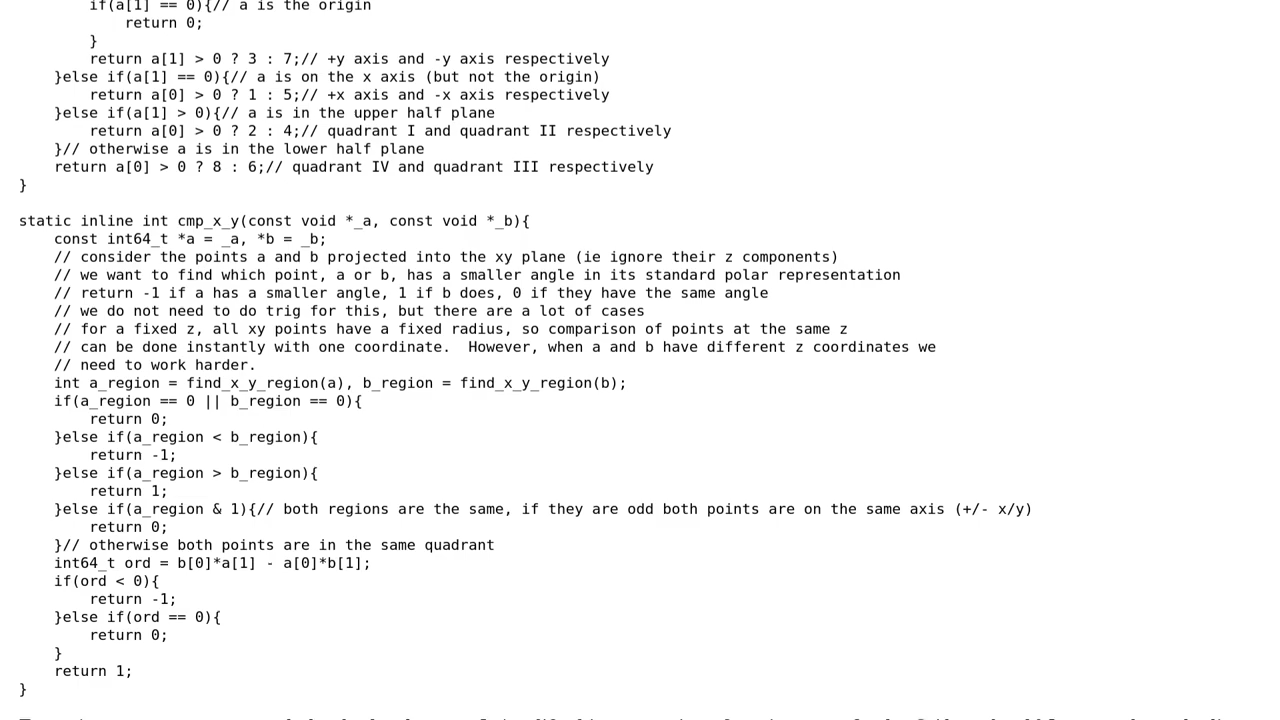 if(a[1] == 0){// a is the origin
            return 0;
        }
        return a[1] > 0 ? 3 : 7;// +y axis and -y axis respectively
    }else if(a[1] == 0){// a is on the x axis (but not the origin)
        return a[0] > 0 ? 1 : 5;// +x axis and -x axis respectively
    }else if(a[1] > 0){// a is in the upper half plane
        return a[0] > 0 ? 2 : 4;// quadrant I and quadrant II respectively
    }// otherwise a is in the lower half plane
    return a[0] > 0 ? 8 : 6;// quadrant IV and quadrant III respectively
}

static inline int cmp_x_y(const void *_a, const void *_b){
    const int64_t *a = _a, *b = _b;
    // consider the points a and b projected into the xy plane (ie ignore their z components)
    // we want to find which point, a or b, has a smaller angle in its standard polar representation
    // return -1 if a has a smaller angle, 1 if b does, 0 if they have the same angle
    // we do not need to do trig for this, but there are a lot of cases
    // for a fixed z, all xy points have a fixed radius, so comparison of points at the same z
    // can be done instantly with one coordinate.  However, when a and b have different z coordinates we
    // need to work harder.
    int a_region = find_x_y_region(a), b_region = find_x_y_region(b);
    if(a_region == 0 || b_region == 0){
        return 0;
    }else if(a_region < b_region){
        return -1;
    }else if(a_region > b_region){
        return 1;
    }else if(a_region & 1){// both regions are the same, if they are odd both points are on the same axis (+/- x/y)
        return 0;
    }// otherwise both points are in the same quadrant
    int64_t ord = b[0]*a[1] - a[0]*b[1];
    if(ord < 0){
        return -1;
    }else if(ord == 0){
        return 0;
    }
    return 1;
}